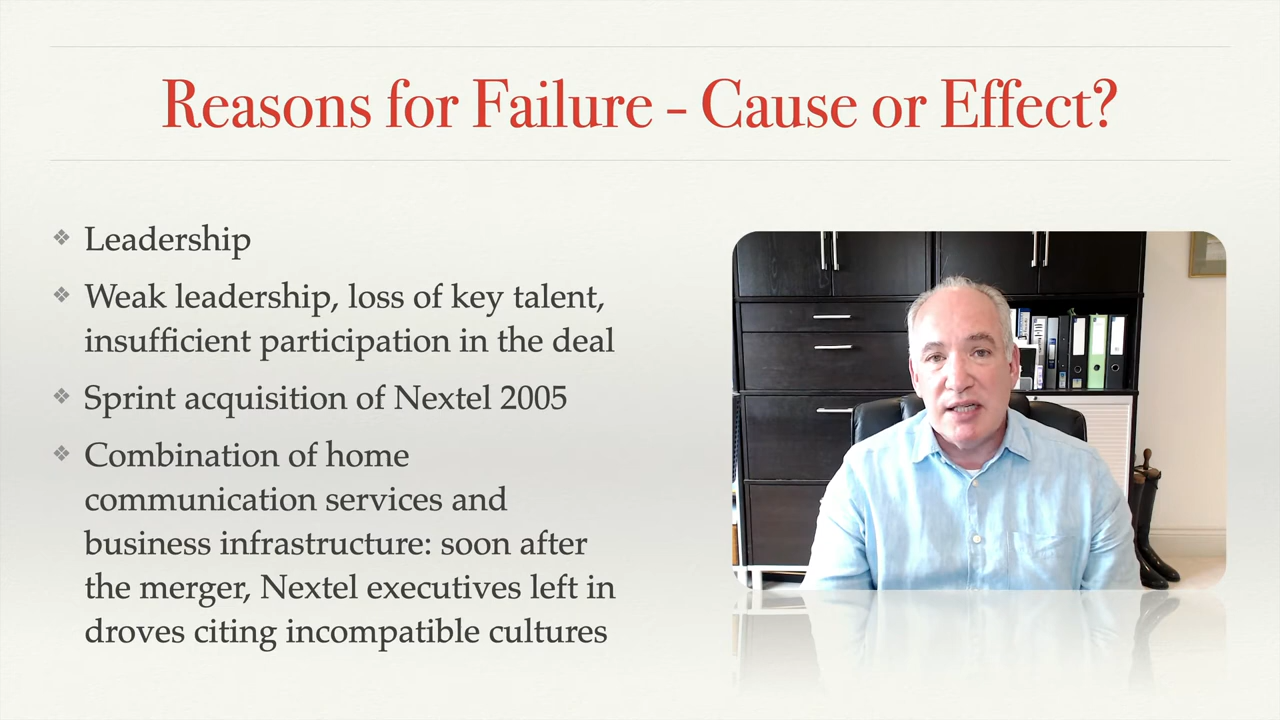 Reasons for Failure - Cause or Effect?
Leadership
Weak leadership, loss of key talent,
insufficient participation in the deal
Sprint acquisition of Nextel 2005
Combination of home
communication services and
business infrastructure: soon after
the merger, Nextel executives left in
droves citing incompatible cultures